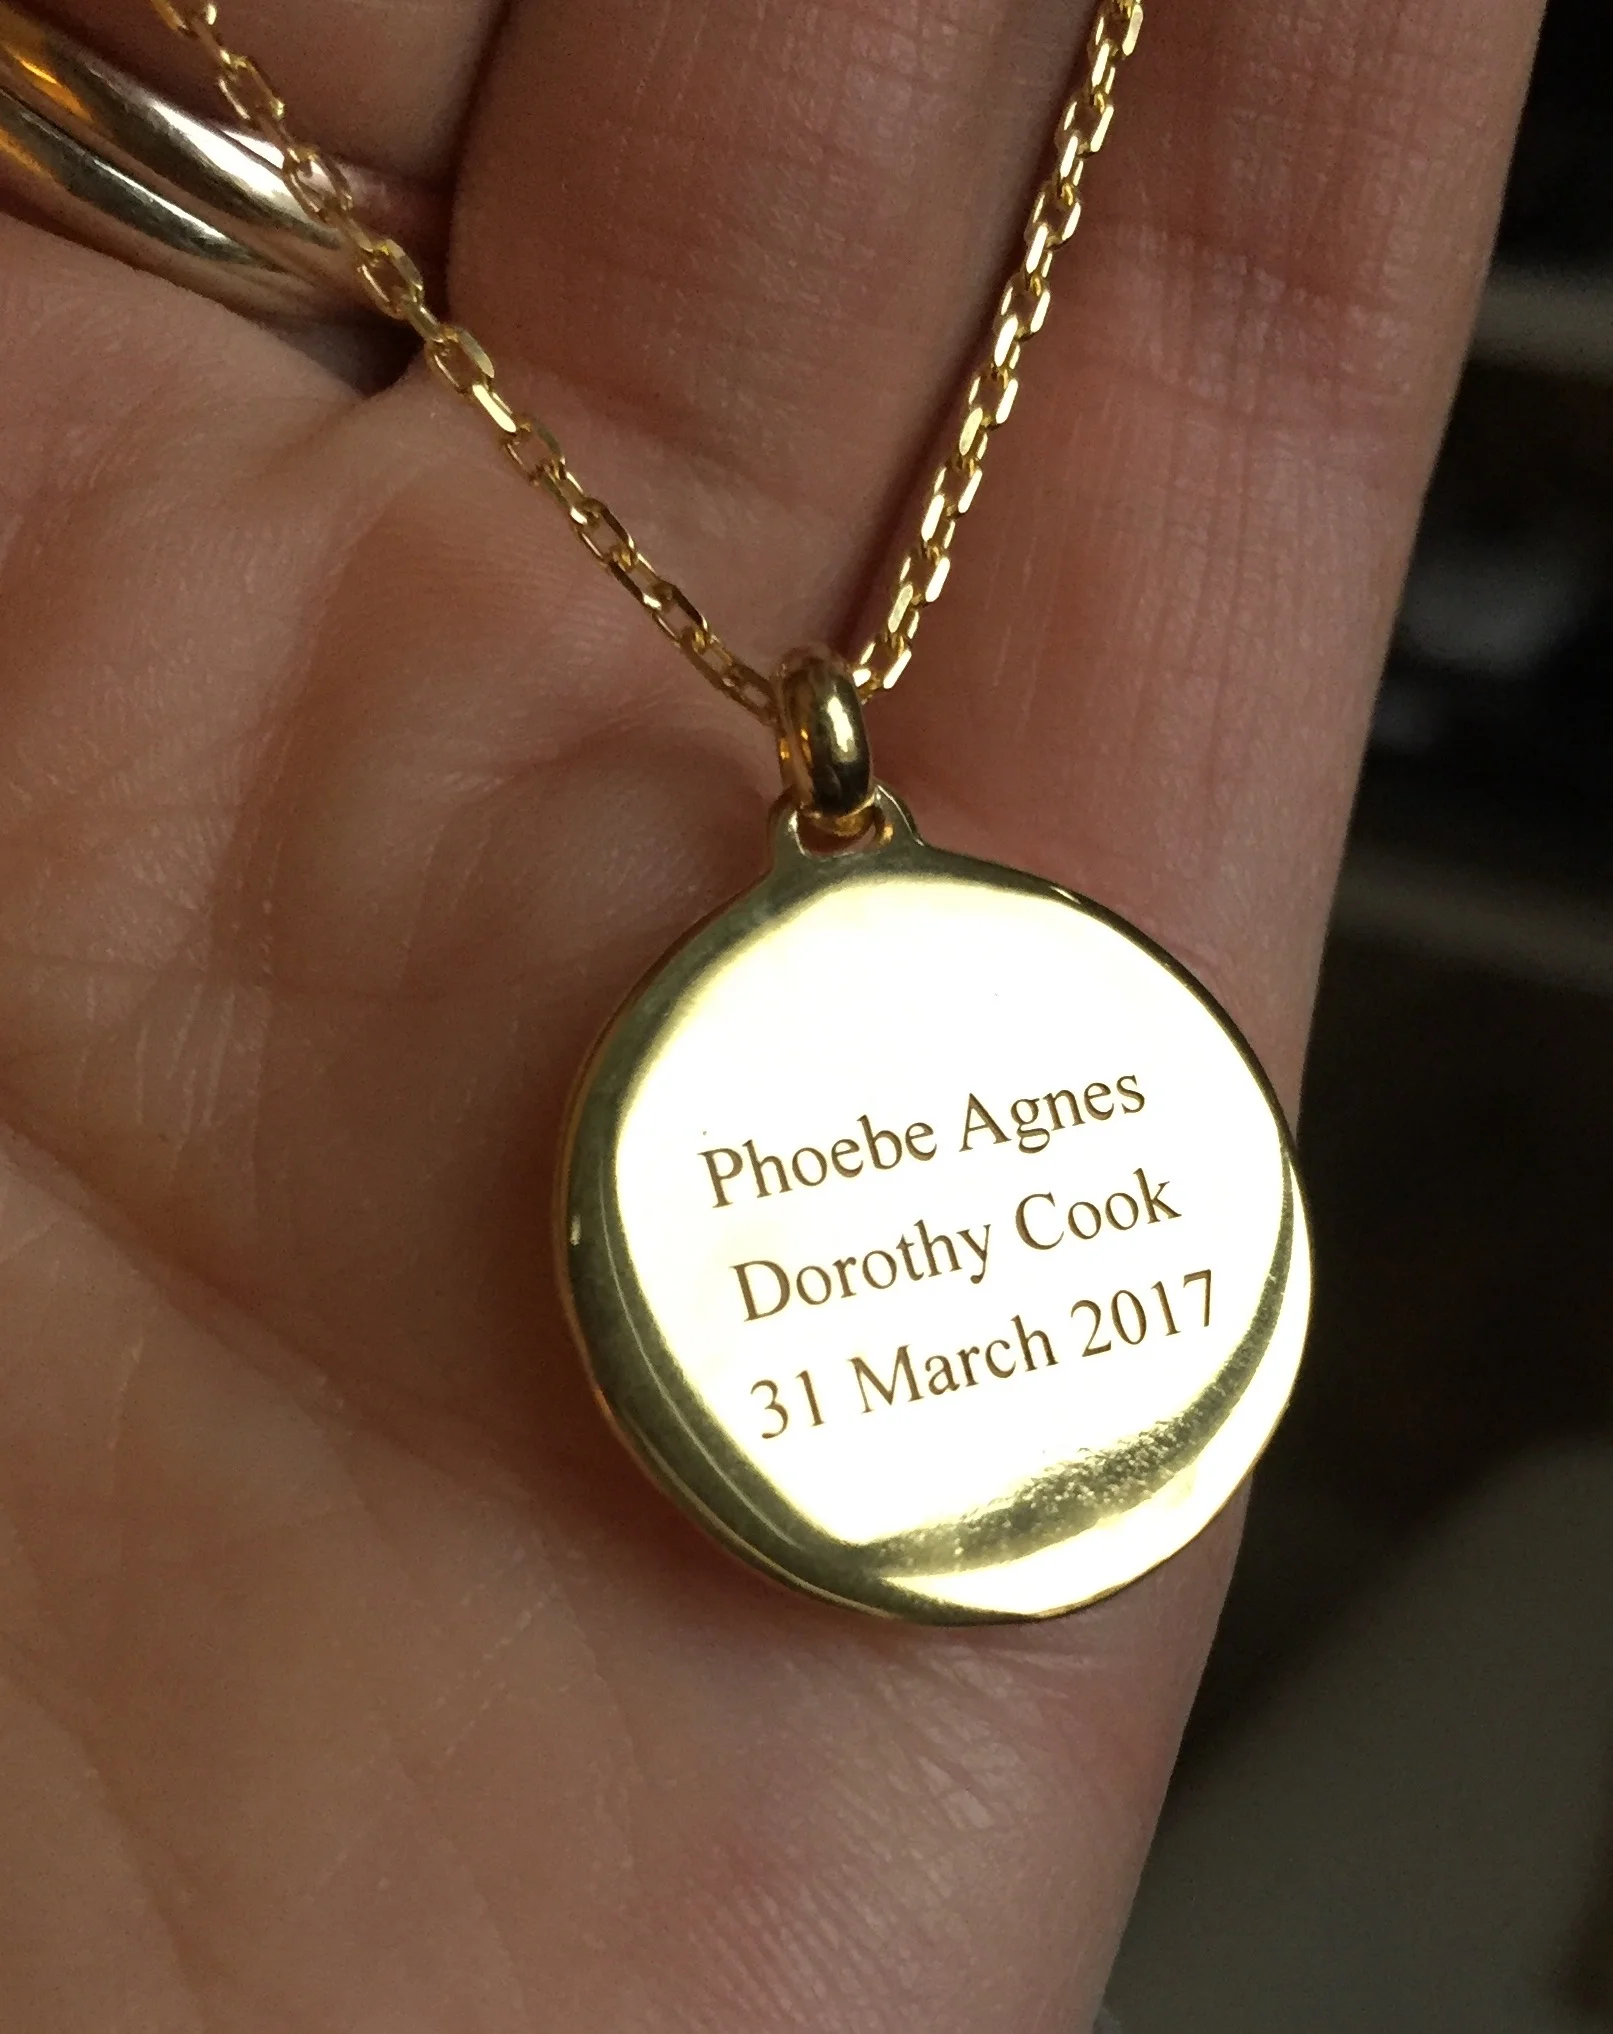 Phoebe Agnes
Dorothy Cook
31 March 2017